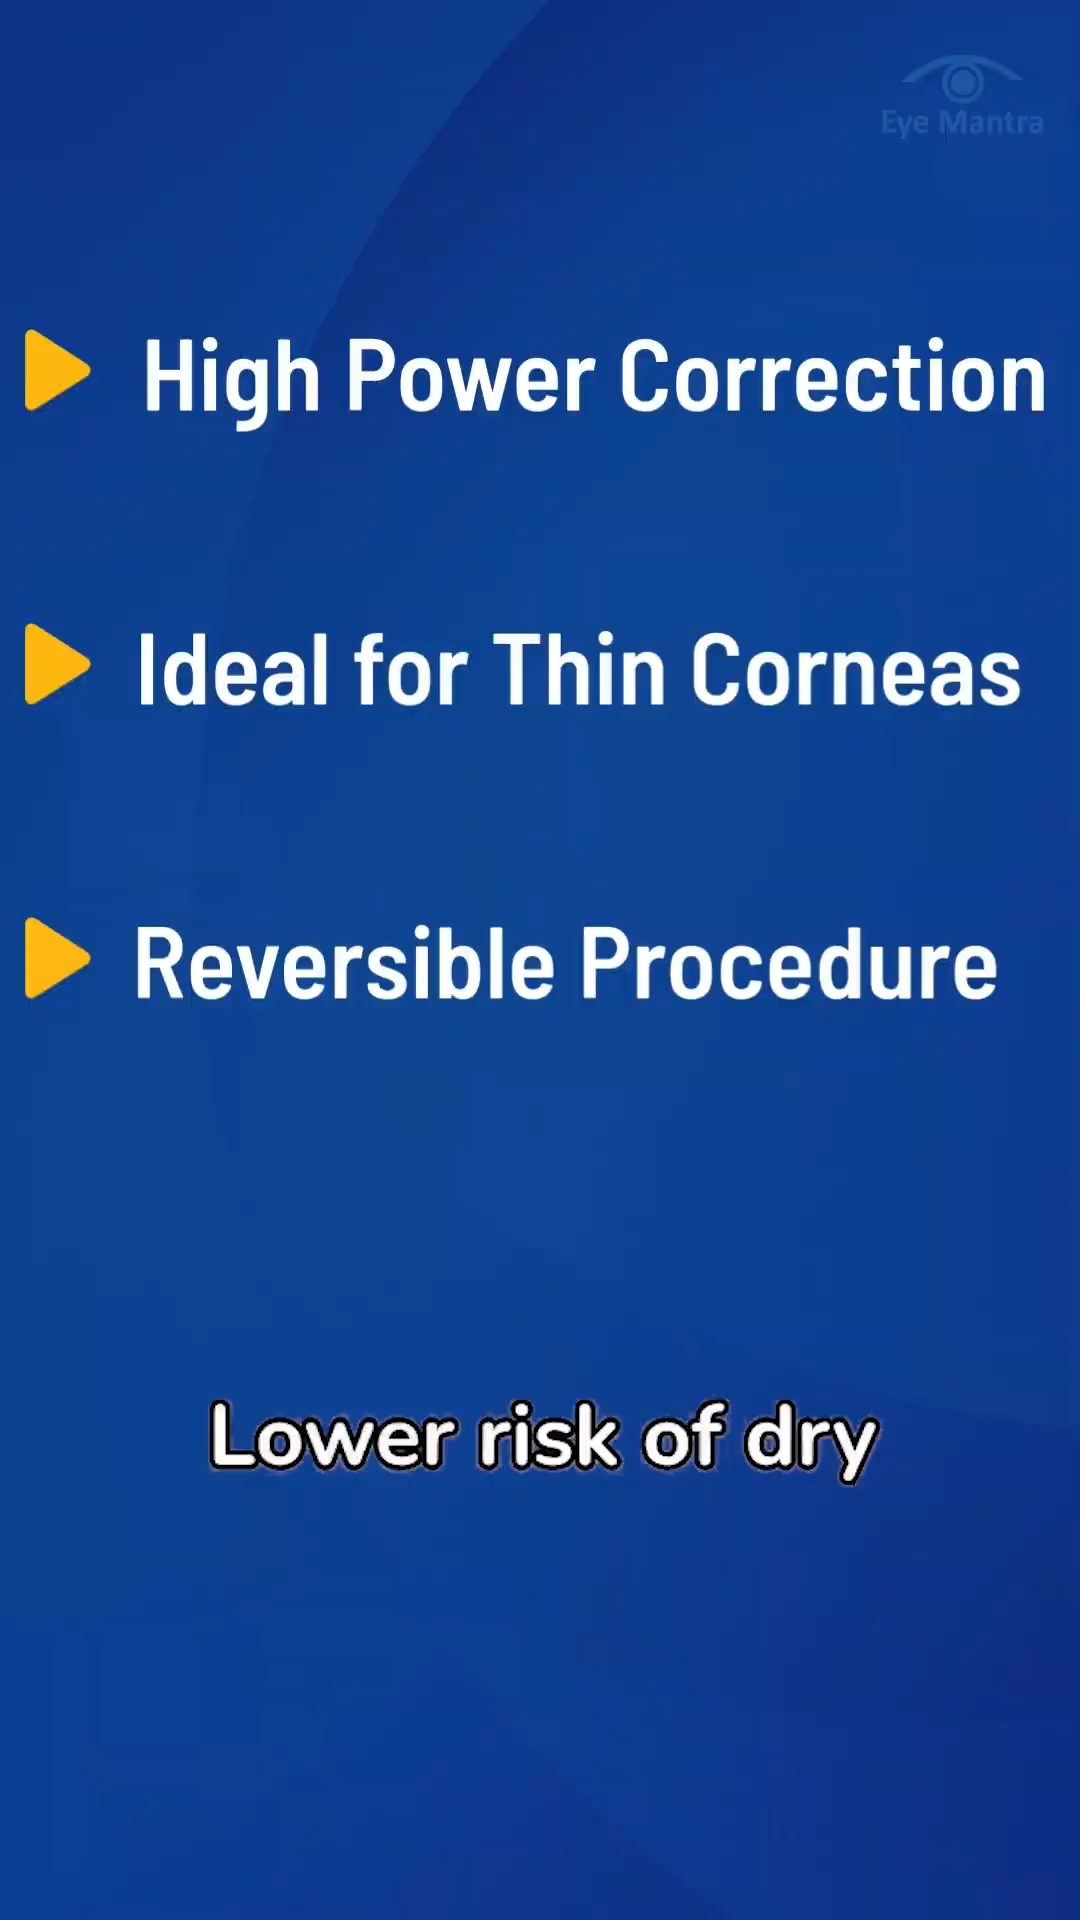 Eye Mantra
High Power Correction
Ideal for Thin Corneas
Reversible Procedure
Lower risk of dry